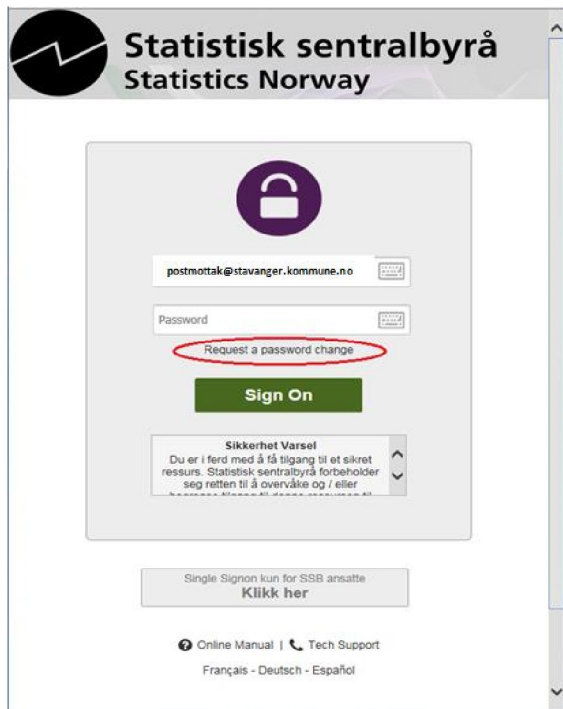 Statistisk sentralbyrå
Statistics Norway
postmottak@stavanger.kommune.no
Password
Request a password change
Sign On
Sikkerhet Varsel
Du er i ferd med å få tilgang til et sikret
ressurs. Statistisk sentralbyrå forbeholder
seg retten til å overvåke og / eller
Single Signon kun for SSB ansatte
Klikk her
Online Manual | Tech Support
Français - Deutsch - Español